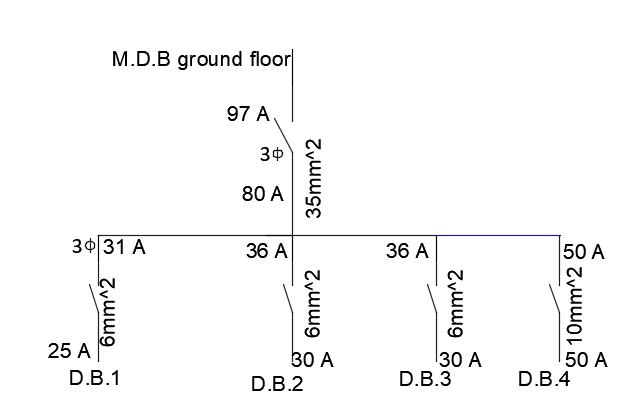 M.D.B ground floor
97 A
3φ
35mm^2
80 A
3φ 31 A
36 A
36 A
50 A
6mm^2
6mm^2
6mm^2
10mm^2
25 A
30 A
30 A
50 A
D.B.1
D.B.2
D.B.3
D.B.4